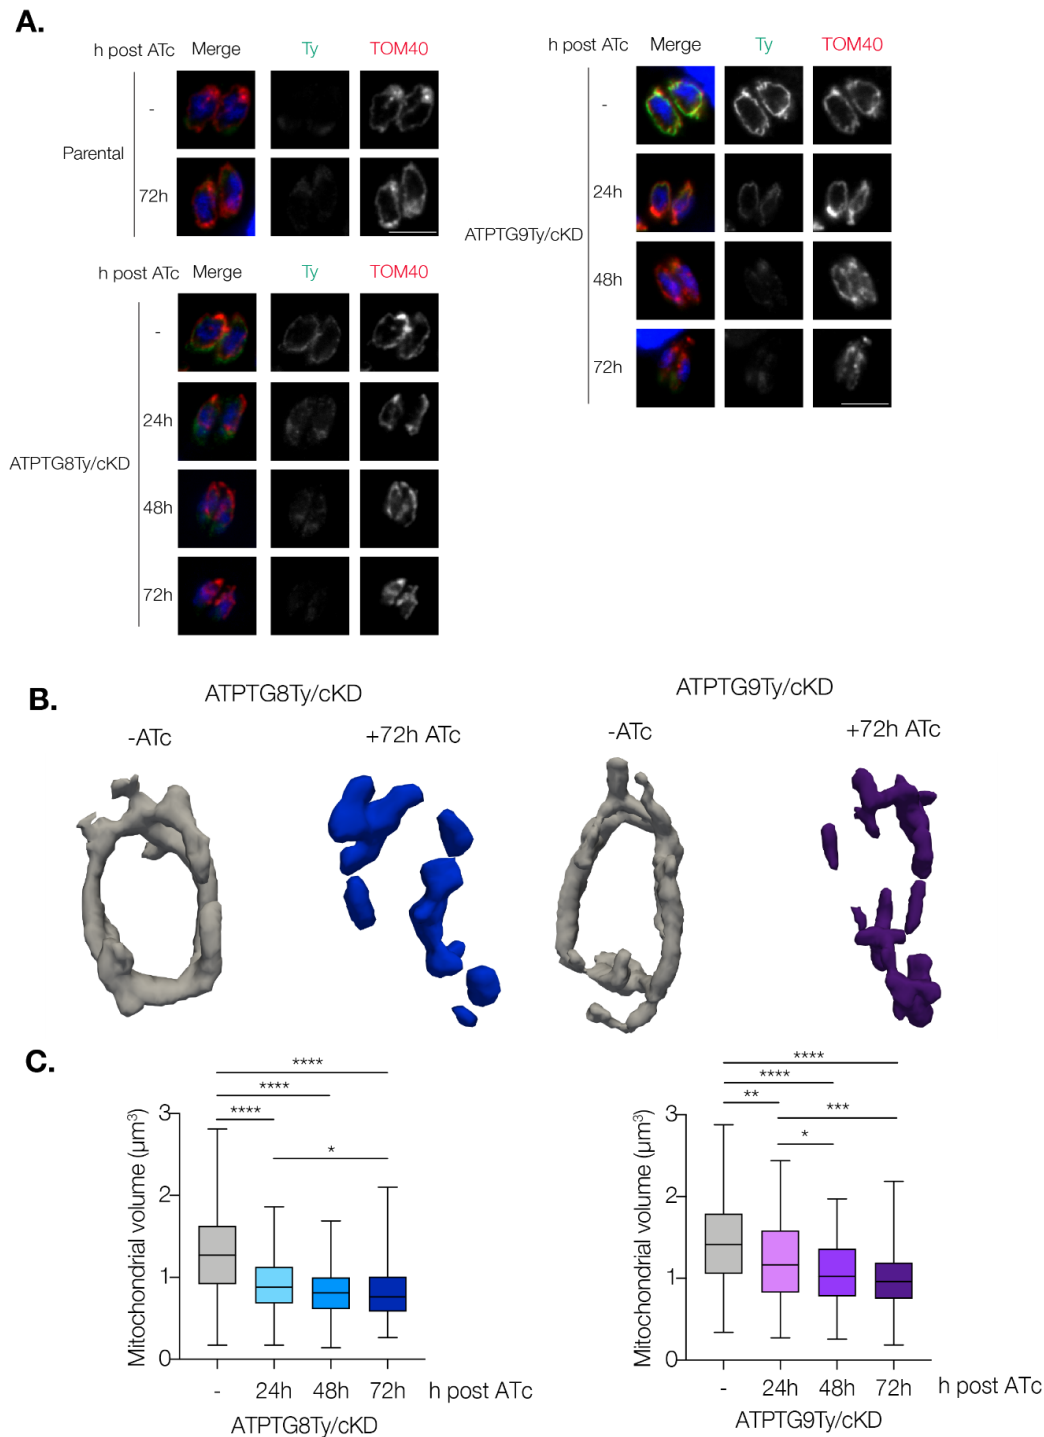 A.
h post ATc Merge Ty TOM40
-
Parental
72h
h post ATc Merge Ty TOM40
-
24h
ATPTG8Ty/cKD
48h
72h
h post ATc Merge Ty TOM40
-
24h
ATPTG9Ty/cKD
48h
72h
B.
ATPTG8Ty/cKD
-ATc +72h ATc
ATPTG9Ty/cKD
-ATc +72h ATc
C.
Mitochondrial volume (µm³)
3
2
1
0
****
****
****
*
- 24h 48h 72h h post ATc
ATPTG8Ty/cKD
Mitochondrial volume (µm³)
3
2
1
0
****
****
**
***
*
- 24h 48h 72h h post ATc
ATPTG9Ty/cKD